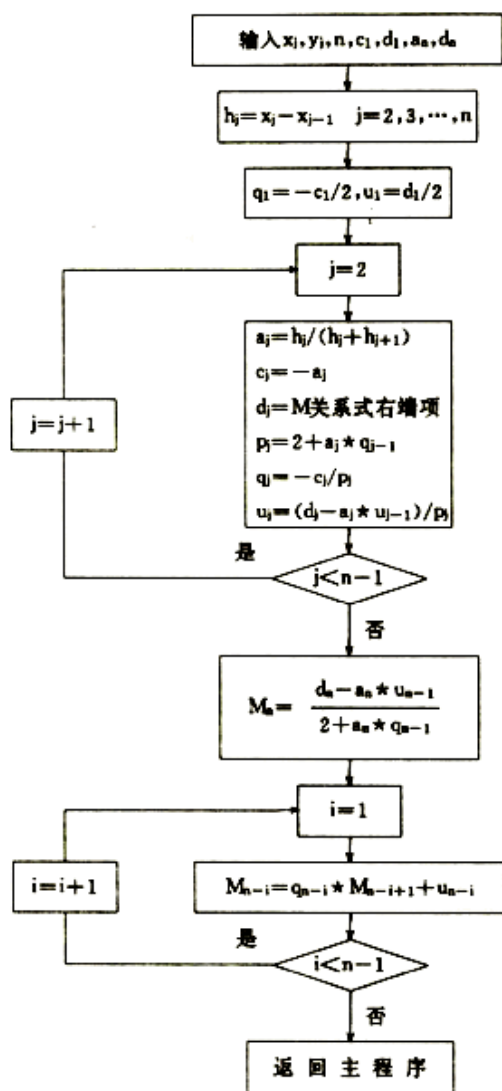 输入xⱼ,yⱼ,n,c₁,d₁,aₙ,dₙ
hⱼ=xⱼ−xⱼ₋₁ j=2,3,⋯,n
q₁=−c₁/2,u₁=d₁/2
j=2
aⱼ=hⱼ/(hⱼ+hⱼ₊₁)
cⱼ=−aⱼ
dⱼ=M关系式右端项
pⱼ=2+aⱼ*qⱼ₋₁
qⱼ=−cⱼ/pⱼ
uⱼ=(dⱼ−aⱼ*uⱼ₋₁)/pⱼ
j=j+1
是
j<n−1
否
Mₙ=
dₙ−aₙ*uₙ₋₁
2+aₙ*qₙ₋₁
i=1
i=i+1
Mₙ₋ᵢ=qₙ₋ᵢ*Mₙ₋ᵢ₊₁+uₙ₋ᵢ
是
i<n−1
否
返回主程序